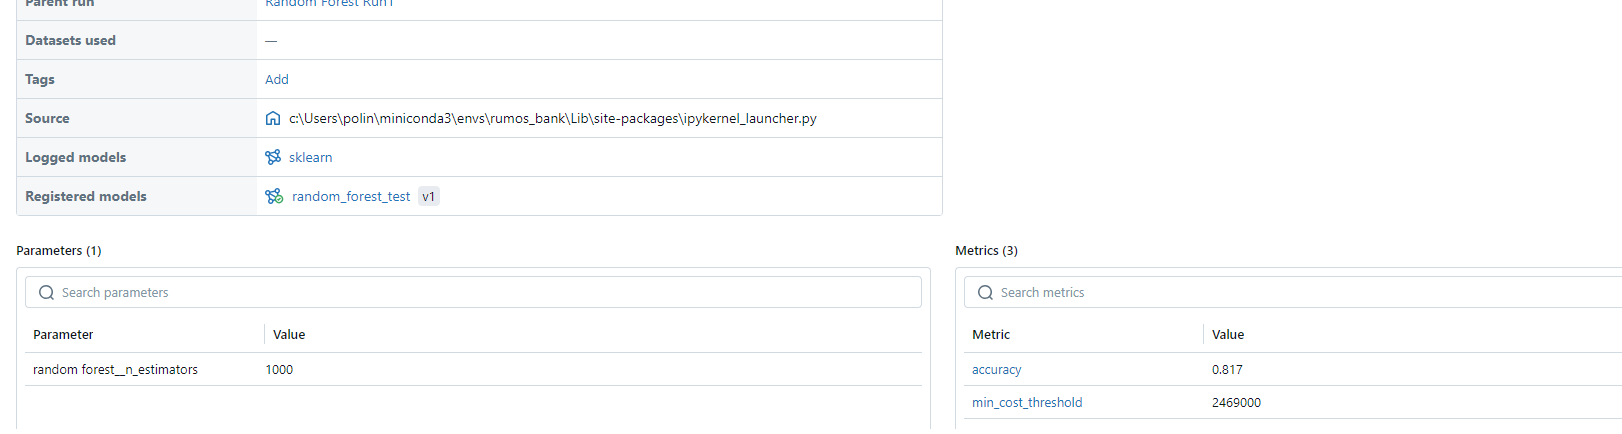 Parent run Random Forest Run1
Datasets used —
Tags Add
Source c:\Users\polin\miniconda3\envs\rumos_bank\Lib\site-packages\ipykernel_launcher.py
Logged models sklearn
Registered models random_forest_test v1
Parameters (1)
Search parameters
Parameter Value
random forest__n_estimators 1000
Metrics (3)
Search metrics
Metric Value
accuracy 0.817
min_cost_threshold 2469000